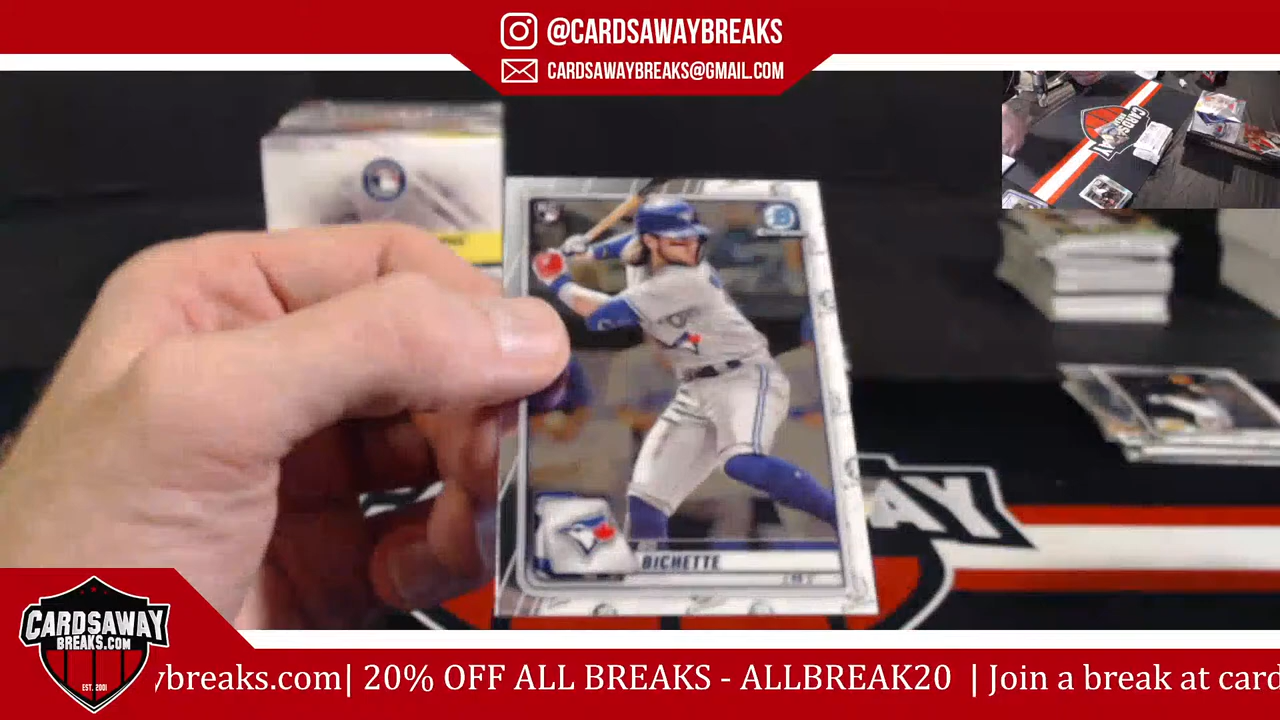 @CARDSAWAYBREAKS
CARDSAWAYBREAKS@GMAIL.COM
BICHETTE
AY
CARDSAWAY
BREAKS.COM
EST. 2001
ybreaks.com| 20% OFF ALL BREAKS - ALLBREAK20 | Join a break at card